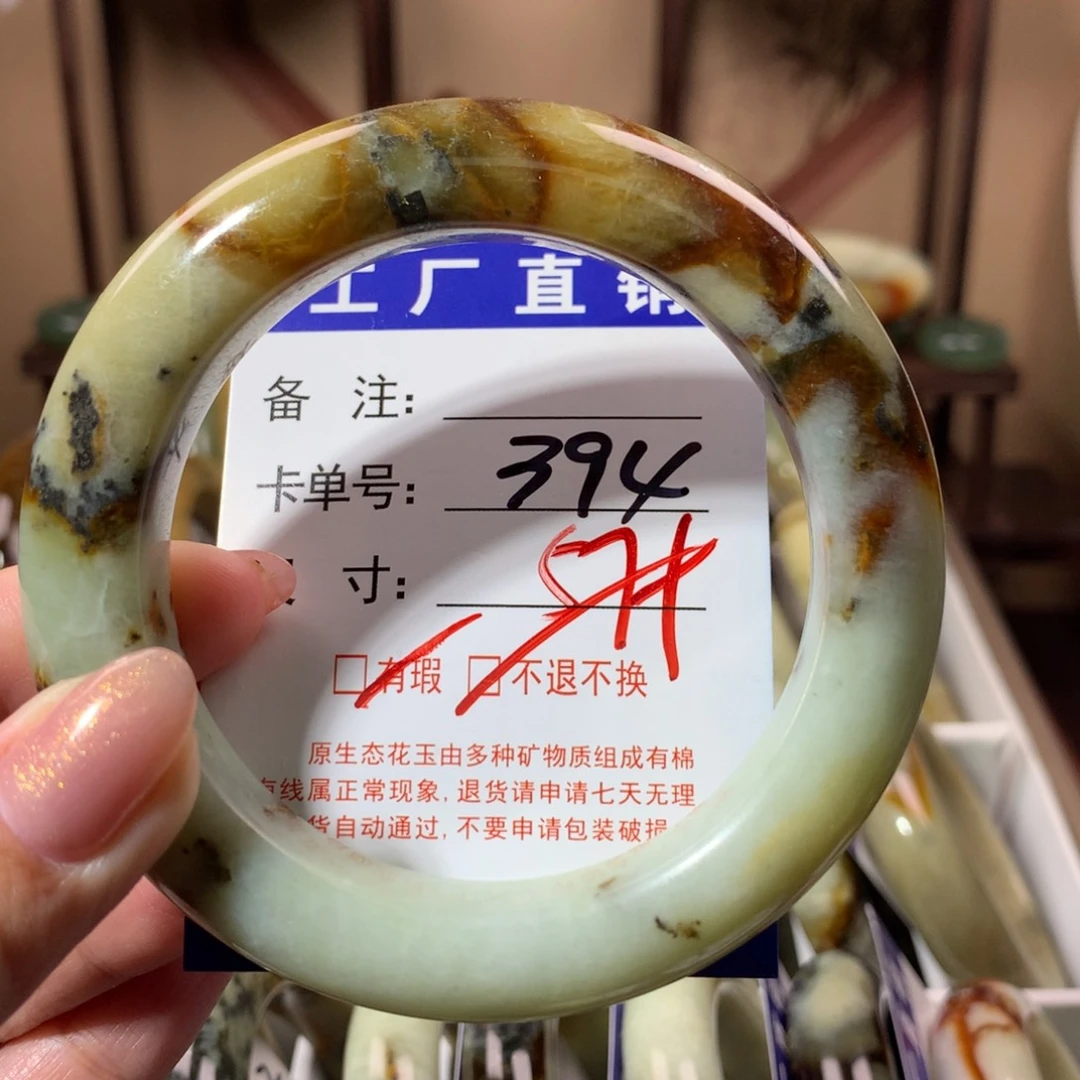 工厂直销
备 注:
卡单号: 394
寸: 57
有瑕 不退不换
原生态花玉由多种矿物质组成有棉
有线属正常现象,退货请申请七天无理
货自动通过,不要申请包装破损